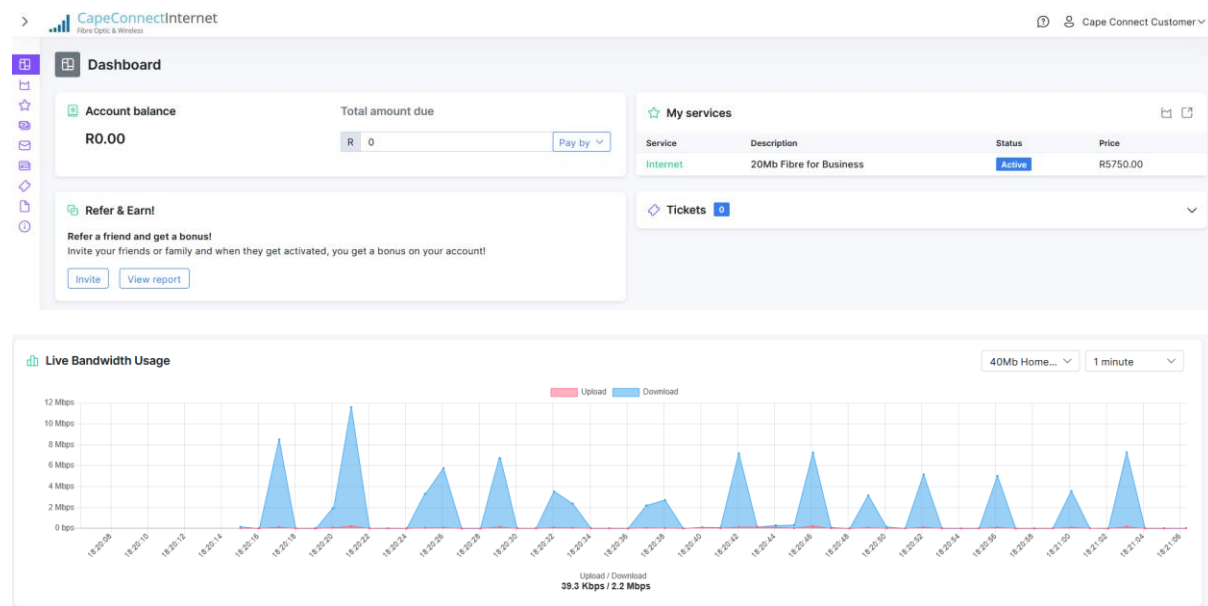 CapeConnectInternet
Fibre Optic & Wireless
Cape Connect Customer
Dashboard
Account balance
Total amount due
R0.00
R 0
Pay by
My services
Service Description Status Price
Internet 20Mb Fibre for Business Active R5750.00
Refer & Earn!
Refer a friend and get a bonus!
Invite your friends or family and when they get activated, you get a bonus on your account!
Invite
View report
Tickets 0
Live Bandwidth Usage
40Mb Home...
1 minute
Upload Download
12 Mbps
10 Mbps
8 Mbps
6 Mbps
4 Mbps
2 Mbps
0 bps
18:20:08 18:20:10 18:20:12 18:20:14 18:20:16 18:20:18 18:20:20 18:20:22 18:20:24 18:20:26 18:20:28 18:20:30 18:20:32 18:20:34 18:20:36 18:20:38 18:20:40 18:20:42 18:20:44 18:20:46 18:20:48 18:20:50 18:20:52 18:20:54 18:20:56 18:20:58 18:21:00 18:21:02 18:21:04 18:21:06
Upload / Download
39.3 Kbps / 2.2 Mbps